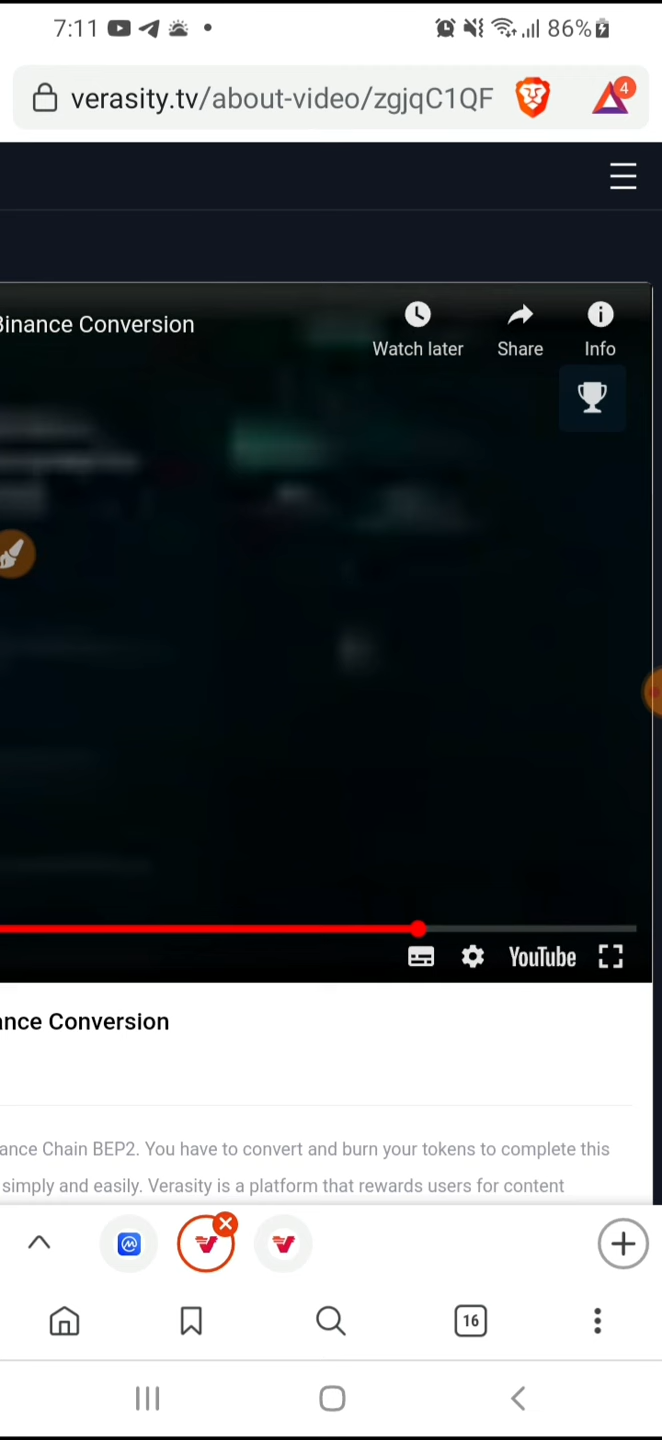 7:11
86%
verasity.tv/about-video/zgjqC1QF
4
Binance Conversion
Watch later
Share
Info
YouTube
ance Conversion
ance Chain BEP2. You have to convert and burn your tokens to complete this
simply and easily. Verasity is a platform that rewards users for content
16